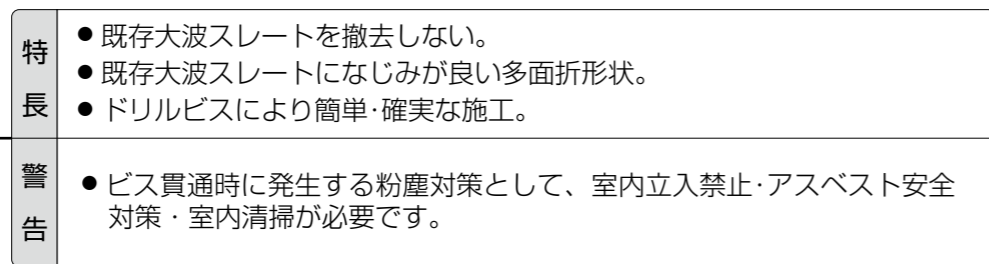 特長
● 既存大波スレートを撤去しない。
● 既存大波スレートになじみが良い多面折形状。
● ドリルビスにより簡単･確実な施工。
警告
● ビス貫通時に発生する粉塵対策として、室内立入禁止･アスベスト安全
対策・室内清掃が必要です。